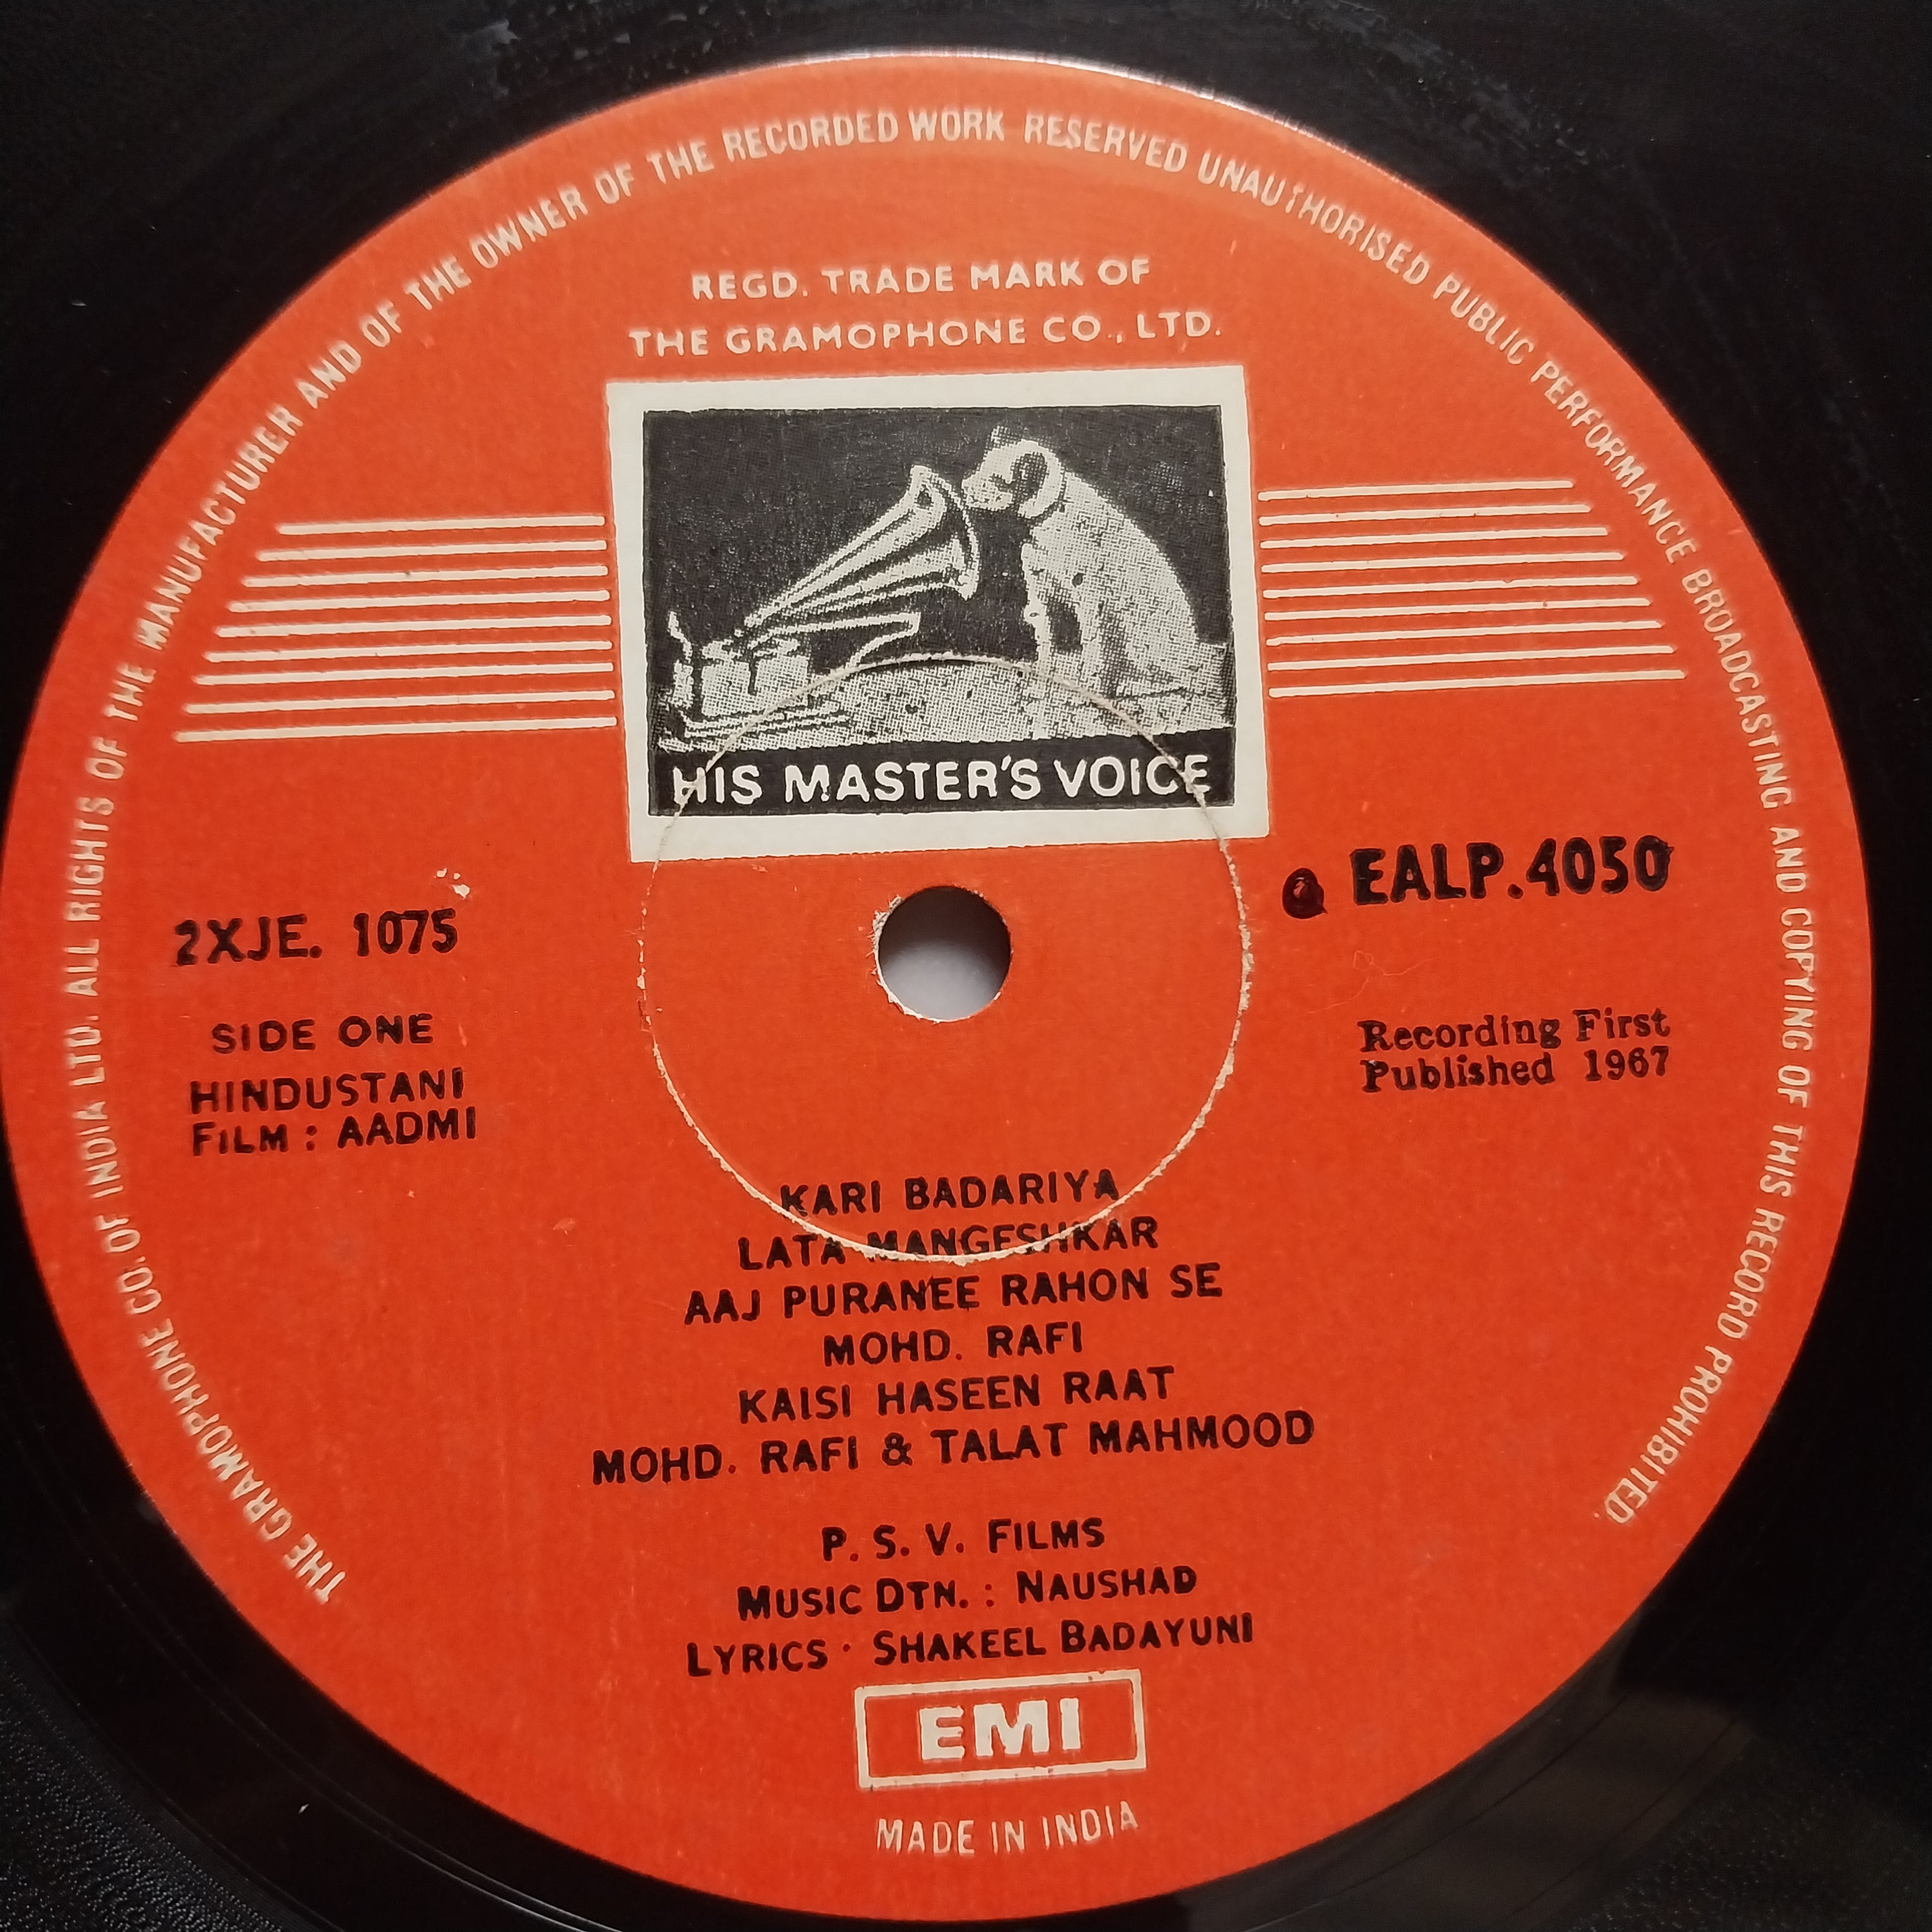 THE GRAMOPHONE CO. OF INDIA LTD. ALL RIGHTS OF THE MANUFACTURER AND OF THE OWNER OF THE RECORDED WORK RESERVED UNAUTHORISED PUBLIC PERFORMANCE BROADCASTING AND COPYING OF THIS RECORD PROHIBITED.
REGD. TRADE MARK OF
THE GRAMOPHONE CO., LTD.
HIS MASTER'S VOICE
EALP.4050
2XJE. 1075
SIDE ONE
HINDUSTANI
FILM : AADMI
Recording First
Published 1967
KARI BADARIYA
LATA MANGESHKAR
AAJ PURANEE RAHON SE
MOHD. RAFI
KAISI HASEEN RAAT
MOHD. RAFI & TALAT MAHMOOD
P. S. V. FILMS
MUSIC DTN. : NAUSHAD
LYRICS · SHAKEEL BADAYUNI
EMI
MADE IN INDIA